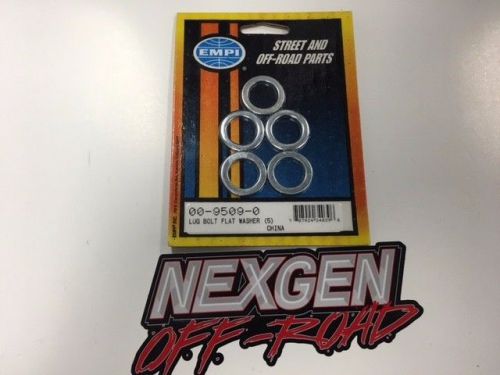 EMPI
STREET AND
OFF-ROAD PARTS
00-9509-0
LUG BOLT FLAT WASHER (5)
CHINA
NEXGEN
OFF-ROAD